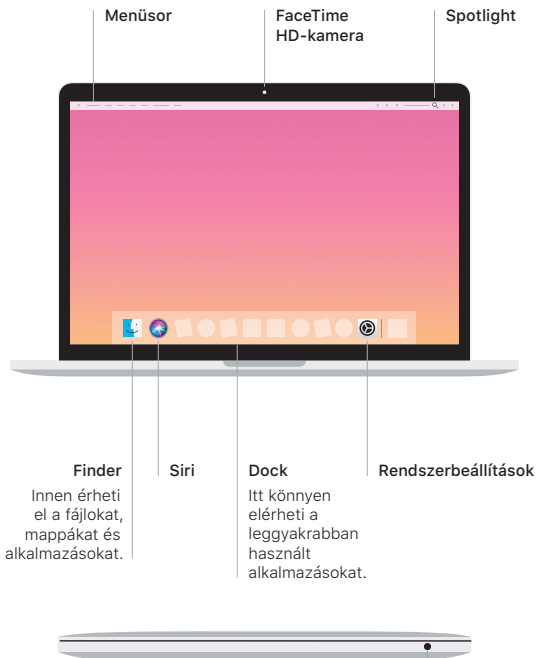 Menüsor
FaceTime
HD-kamera
Spotlight
Finder
Innen érheti
el a fájlokat,
mappákat és
alkalmazásokat.
Siri
Dock
Itt könnyen
elérheti a
leggyakrabban
használt
alkalmazásokat.
Rendszerbeállítások